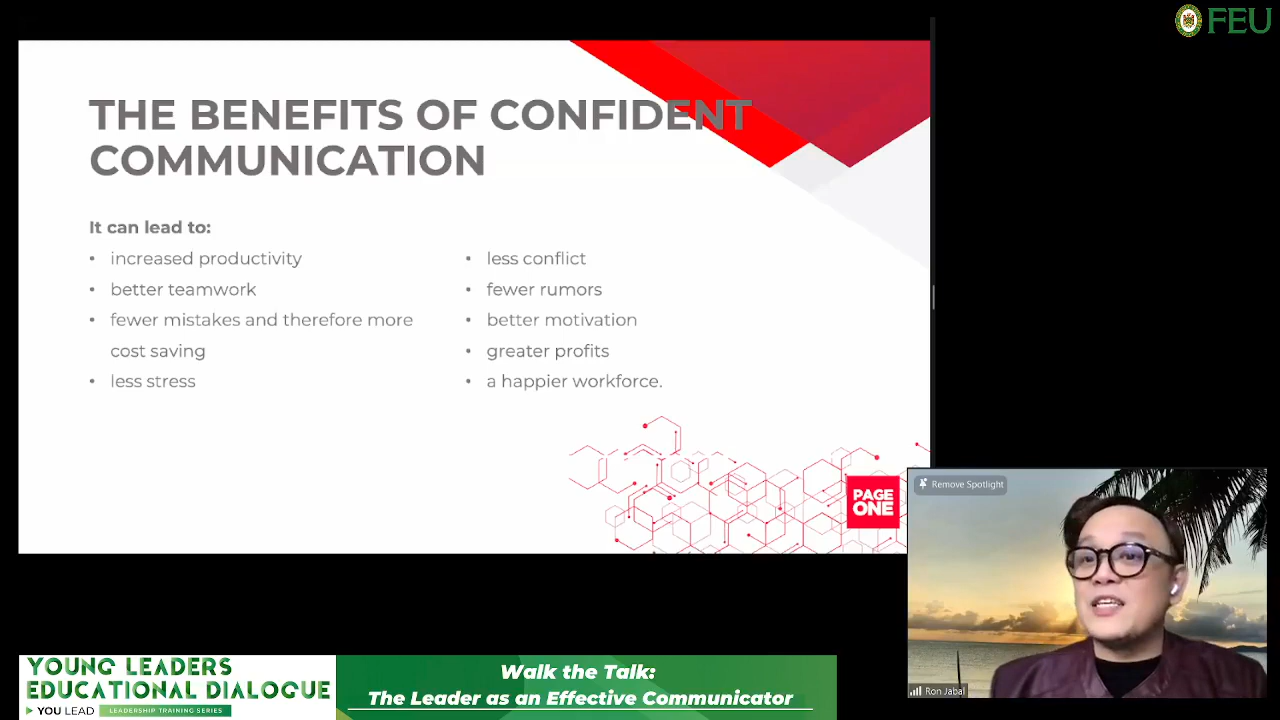 FEU
THE BENEFITS OF CONFIDENT
COMMUNICATION
It can lead to:
• increased productivity
• better teamwork
• fewer mistakes and therefore more
cost saving
• less stress
• less conflict
• fewer rumors
• better motivation
• greater profits
• a happier workforce.
PAGE
ONE
Remove Spotlight
Ron Jabal
YOUNG LEADERS
EDUCATIONAL DIALOGUE
YOU LEAD
LEADERSHIP TRAINING SERIES
Walk the Talk:
The Leader as an Effective Communicator